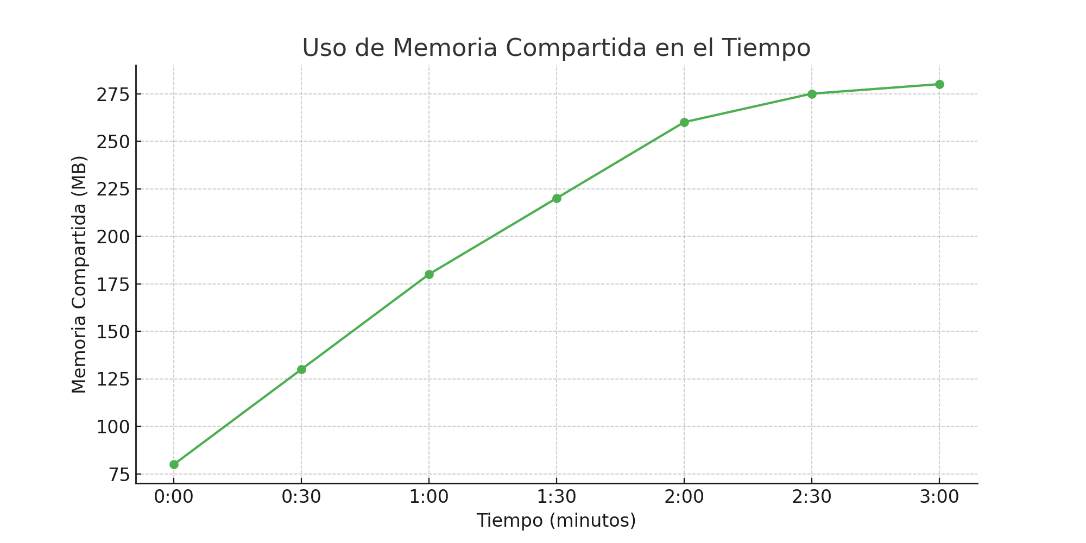 Uso de Memoria Compartida en el Tiempo
Memoria Compartida (MB)
275
250
225
200
175
150
125
100
75
0:00 0:30 1:00 1:30 2:00 2:30 3:00
Tiempo (minutos)